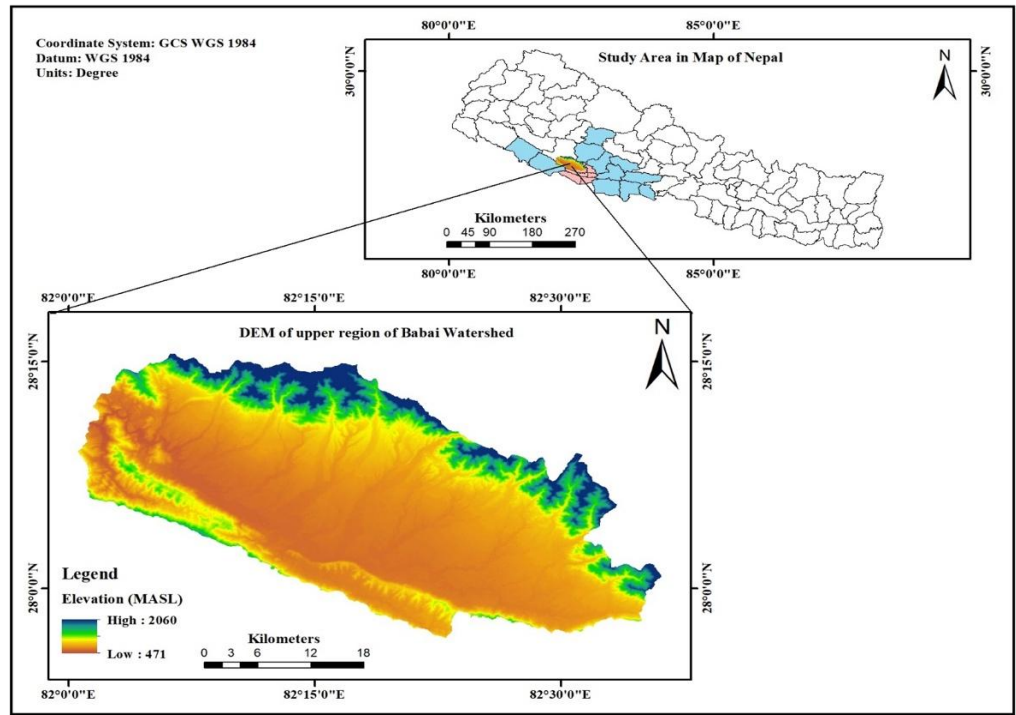 Coordinate System: GCS WGS 1984
Datum: WGS 1984
Units: Degree
80°0'0"E 85°0'0"E
Study Area in Map of Nepal
N
30°0'0"N
30°0'0"N
Kilometers
0 45 90 180 270
80°0'0"E 85°0'0"E
82°0'0"E 82°15'0"E 82°30'0"E
DEM of upper region of Babai Watershed
N
28°15'0"N
28°15'0"N
28°0'0"N
28°0'0"N
Legend
Elevation (MASL)
High : 2060
Low : 471
Kilometers
0 3 6 12 18
82°0'0"E 82°15'0"E 82°30'0"E